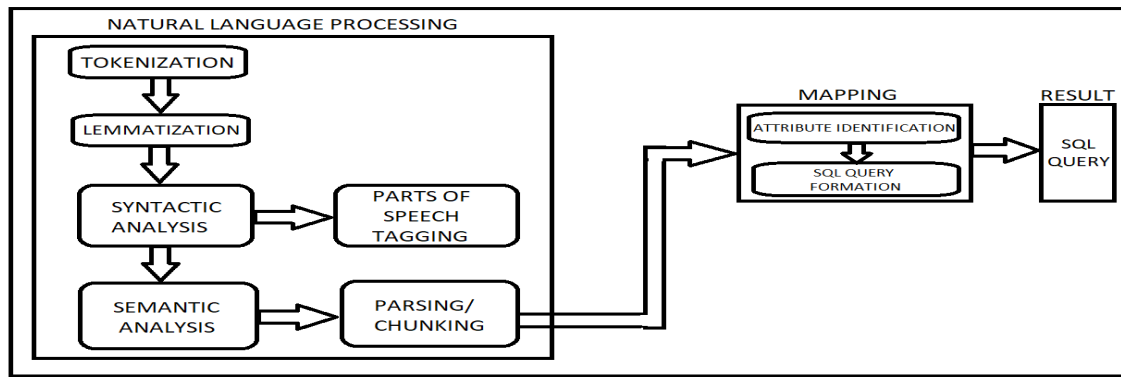 NATURAL LANGUAGE PROCESSING
TOKENIZATION
LEMMATIZATION
SYNTACTIC
ANALYSIS
PARTS OF
SPEECH
TAGGING
SEMANTIC
ANALYSIS
PARSING/
CHUNKING
MAPPING
ATTRIBUTE IDENTIFICATION
SQL QUERY
FORMATION
RESULT
SQL
QUERY